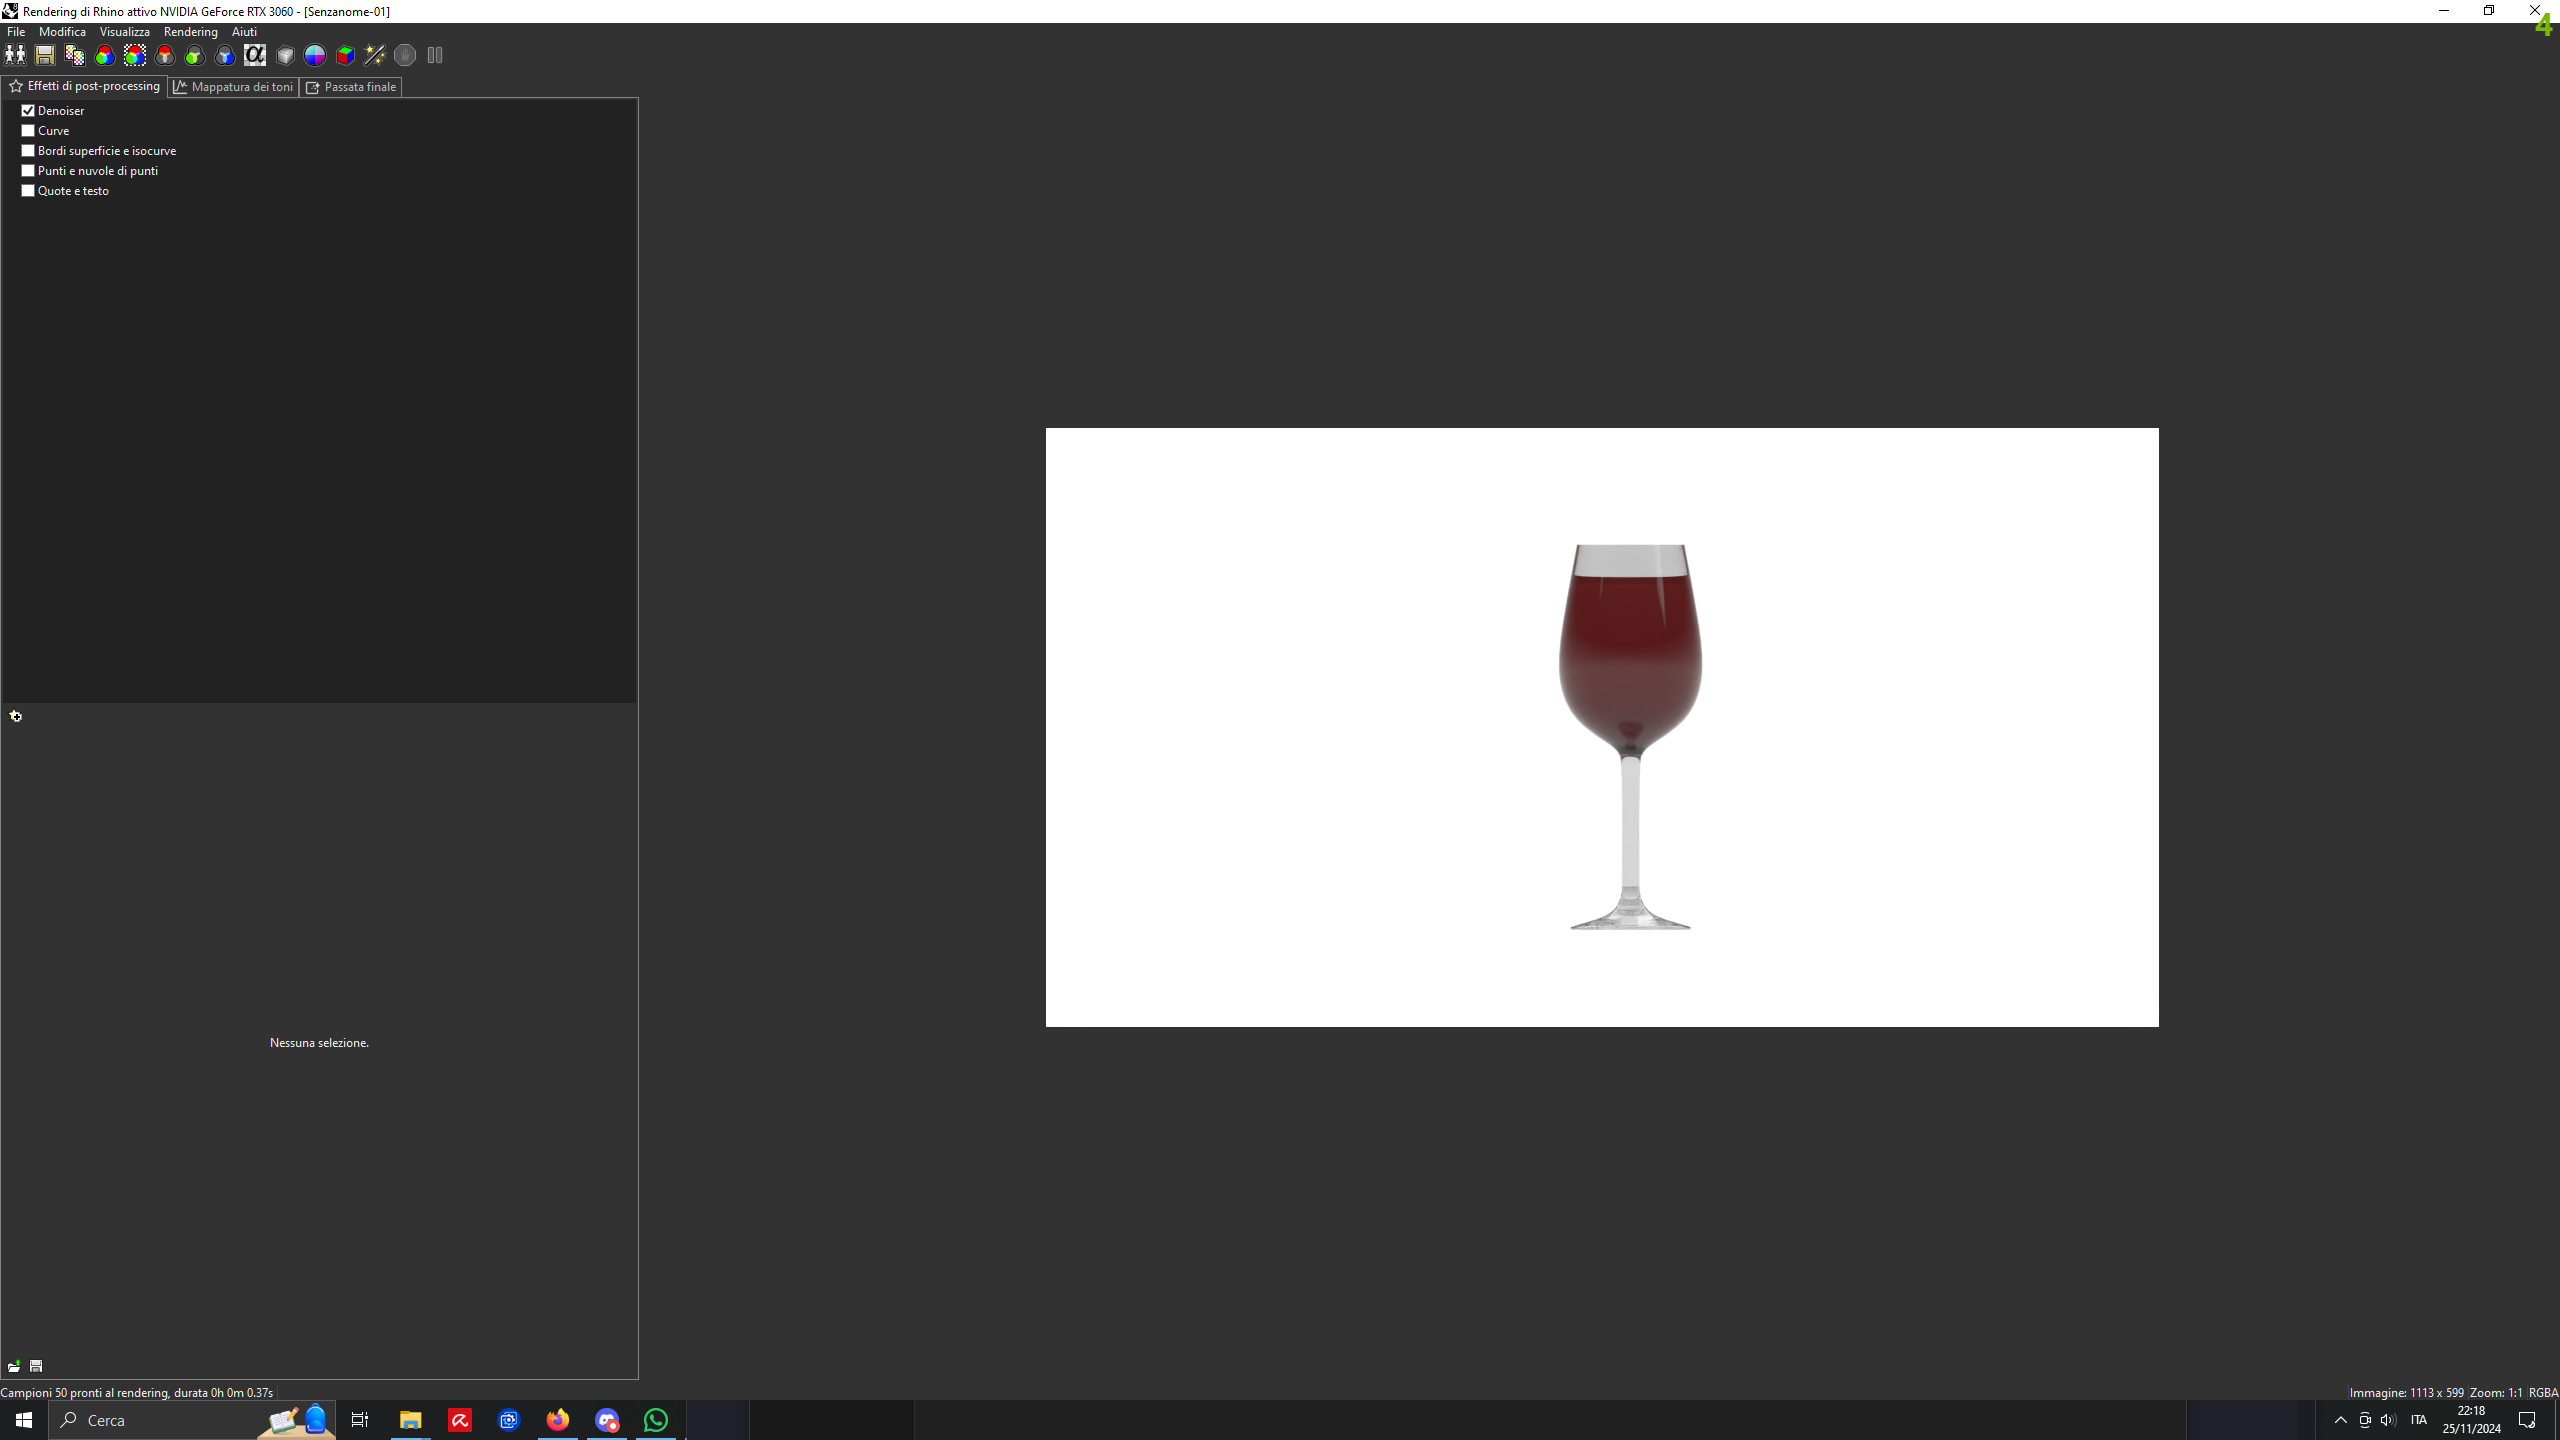 Rendering di Rhino attivo NVIDIA GeForce RTX 3060 - [Senzanome-01]
4
File Modifica Visualizza Rendering Aiuti
α
Effetti di post-processing Mappatura dei toni Passata finale
Denoiser
Curve
Bordi superficie e isocurve
Punti e nuvole di punti
Quote e testo
Nessuna selezione.
Campioni 50 pronti al rendering, durata 0h 0m 0.37s
Immagine: 1113 x 599 Zoom: 1:1 RGBA
Cerca
ITA
22:18
25/11/2024